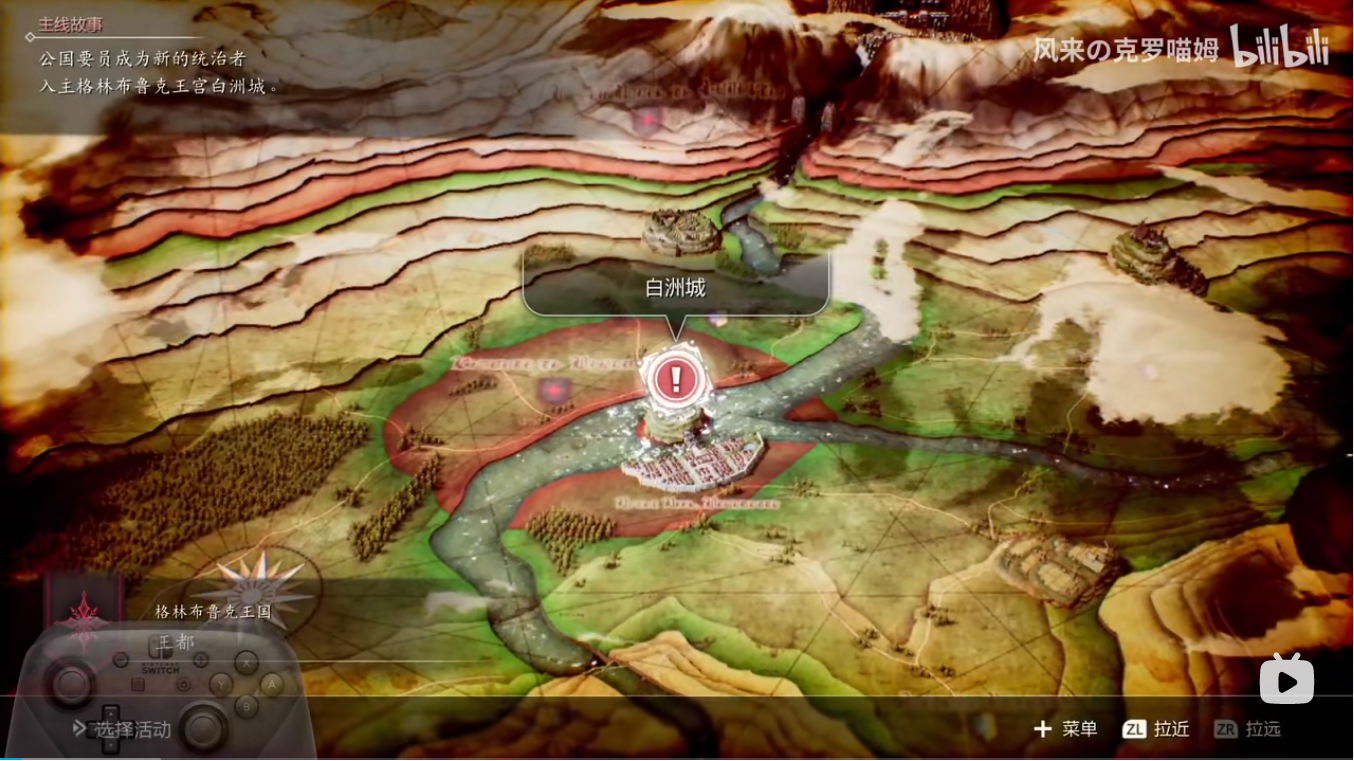 主线故事
公国要员成为新的统治者
入主格林布鲁克王宫白洲城。
风来の克罗喵姆 bilibili
白洲城
格林布鲁克王国
王都
NINTENDO
SWITCH
X
Y A
B
选择活动
+ 菜单 ZL 拉近 ZR 拉远